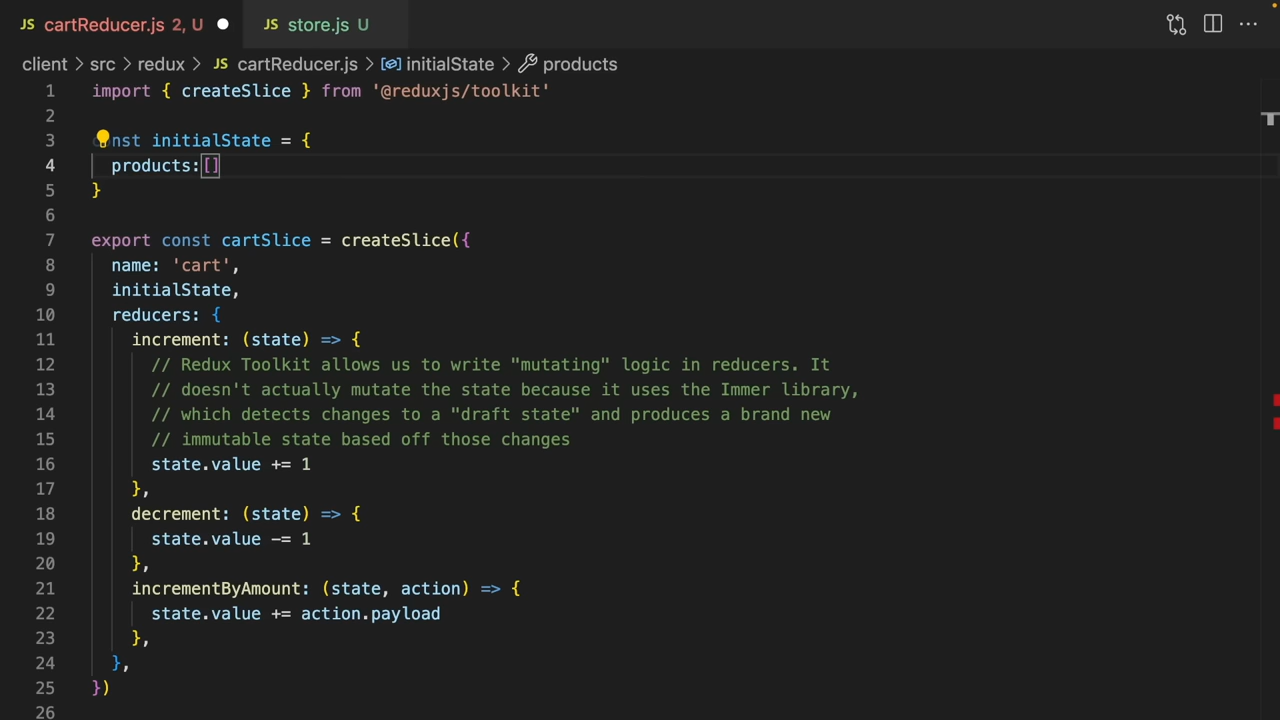 JS cartReducer.js 2, U JS store.js U
client > src > redux > JS cartReducer.js > initialState > products
1 import { createSlice } from '@reduxjs/toolkit'
2
3 nst initialState = {
4 products:[]
5 }
6
7 export const cartSlice = createSlice({
8 name: 'cart',
9 initialState,
10 reducers: {
11 increment: (state) => {
12 // Redux Toolkit allows us to write "mutating" logic in reducers. It
13 // doesn't actually mutate the state because it uses the Immer library,
14 // which detects changes to a "draft state" and produces a brand new
15 // immutable state based off those changes
16 state.value += 1
17 },
18 decrement: (state) => {
19 state.value -= 1
20 },
21 incrementByAmount: (state, action) => {
22 state.value += action.payload
23 },
24 },
25 })
26